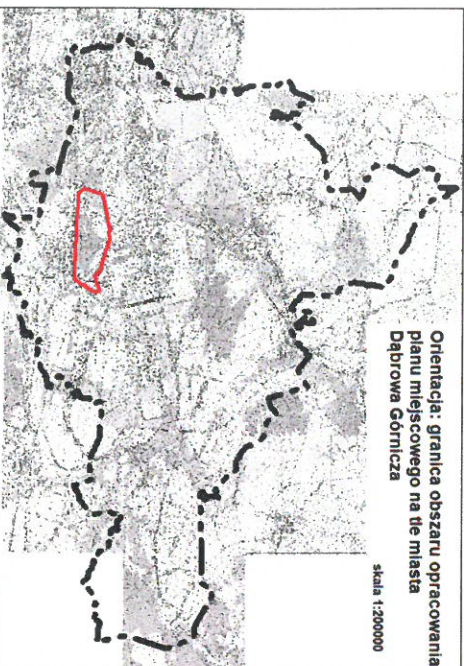 Orientacja: granica obszaru opracowania
planu miejscowego na tle miasta
Dąbrowa Górnicza
skala 1:200000